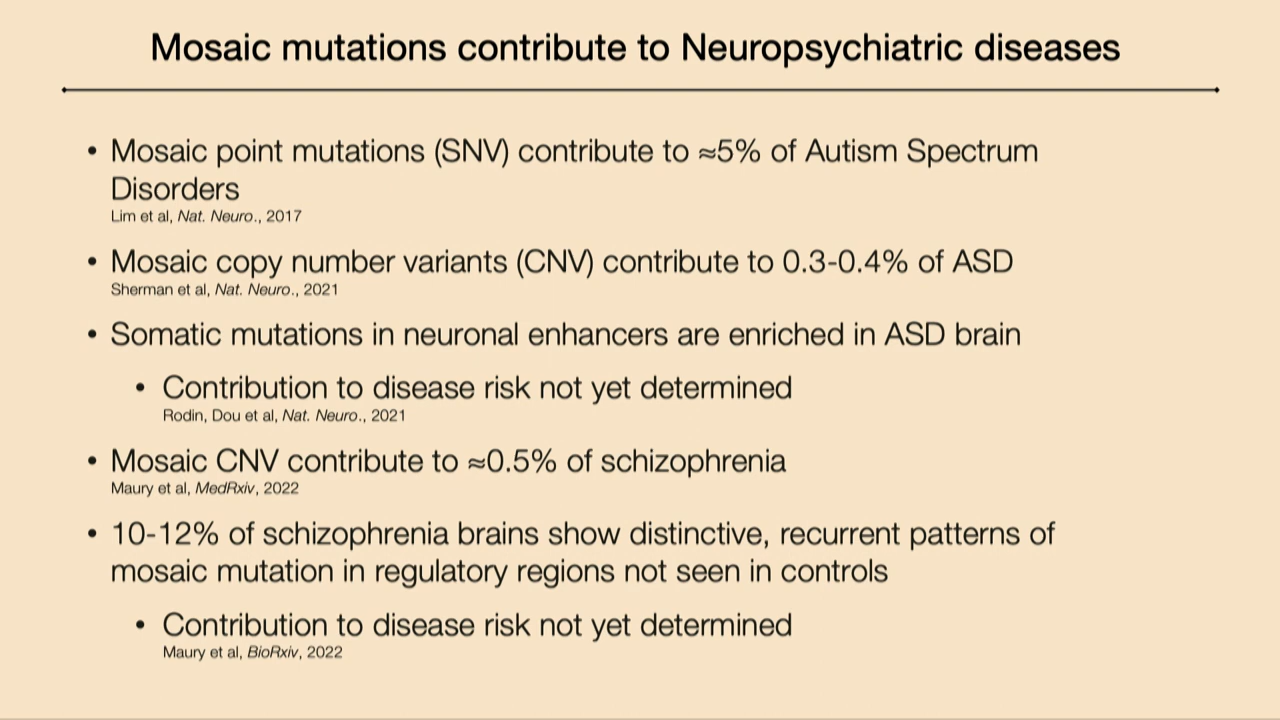 Mosaic mutations contribute to Neuropsychiatric diseases
• Mosaic point mutations (SNV) contribute to ≈5% of Autism Spectrum
Disorders
Lim et al, Nat. Neuro., 2017
• Mosaic copy number variants (CNV) contribute to 0.3-0.4% of ASD
Sherman et al, Nat. Neuro., 2021
• Somatic mutations in neuronal enhancers are enriched in ASD brain
• Contribution to disease risk not yet determined
Rodin, Dou et al, Nat. Neuro., 2021
• Mosaic CNV contribute to ≈0.5% of schizophrenia
Maury et al, MedRxiv, 2022
• 10-12% of schizophrenia brains show distinctive, recurrent patterns of
mosaic mutation in regulatory regions not seen in controls
• Contribution to disease risk not yet determined
Maury et al, BioRxiv, 2022